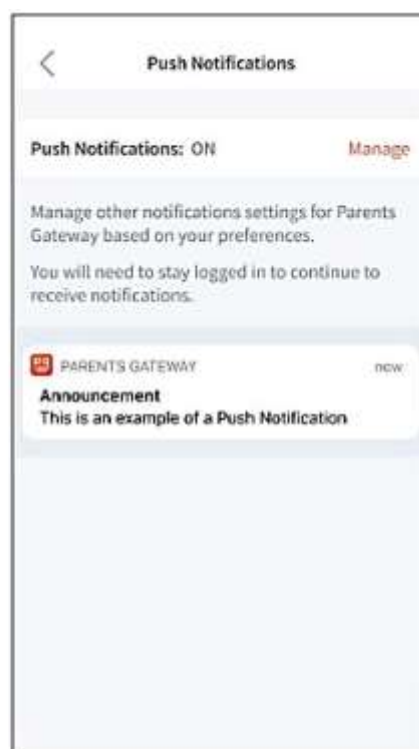 Push Notifications
Push Notifications: ON Manage
Manage other notifications settings for Parents
Gateway based on your preferences.
You will need to stay logged in to continue to
receive notifications.
PG PARENTS GATEWAY now
Announcement
This is an example of a Push Notification